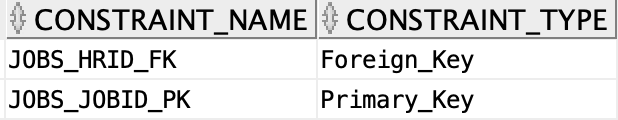 CONSTRAINT_NAME CONSTRAINT_TYPE
JOBS_HRID_FK Foreign_Key
JOBS_JOBID_PK Primary_Key